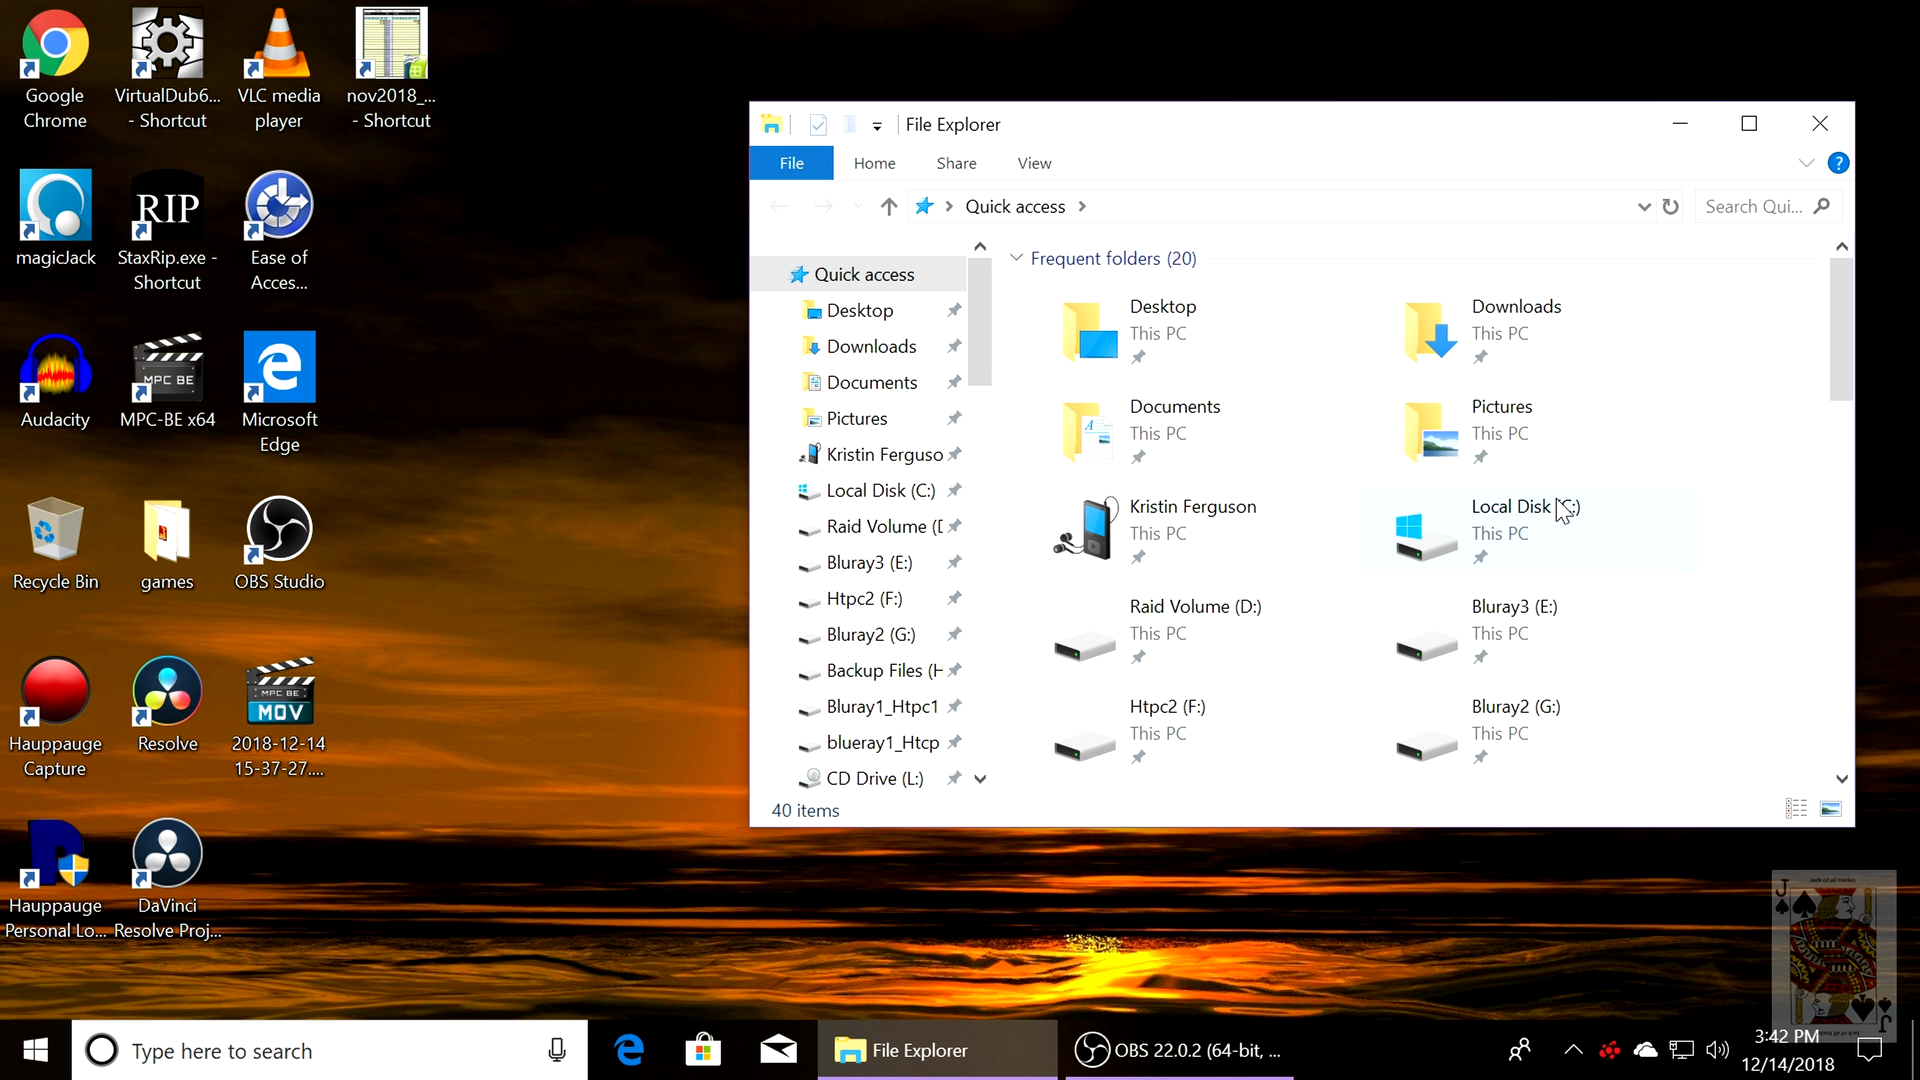 Google
Chrome
VirtualDub6...
- Shortcut
VLC media
player
nov2018_...
- Shortcut
magicJack
RIP
StaxRip.exe -
Shortcut
Ease of
Acces...
Audacity
MPC BE
MPC-BE x64
Microsoft
Edge
Recycle Bin
games
OBS Studio
Hauppauge
Capture
Resolve
MPC BE
MOV
2018-12-14
15-37-27....
Hauppauge
Personal Lo...
DaVinci
Resolve Proj...
File Explorer
File
Home
Share
View
?
Quick access
Search Qui...
Quick access
Desktop
Downloads
Documents
Pictures
Kristin Ferguso
Local Disk (C:)
Raid Volume (D
Bluray3 (E:)
Htpc2 (F:)
Bluray2 (G:)
Backup Files (H
Bluray1_Htpc1
blueray1_Htcp
CD Drive (L:)
Frequent folders (20)
Desktop
This PC
Downloads
This PC
Documents
This PC
Pictures
This PC
Kristin Ferguson
This PC
Local Disk (C:)
This PC
Raid Volume (D:)
This PC
Bluray3 (E:)
This PC
Htpc2 (F:)
This PC
Bluray2 (G:)
This PC
40 items
Jack of all trades
J
J
Type here to search
File Explorer
OBS 22.0.2 (64-bit, ...
3:42 PM
12/14/2018